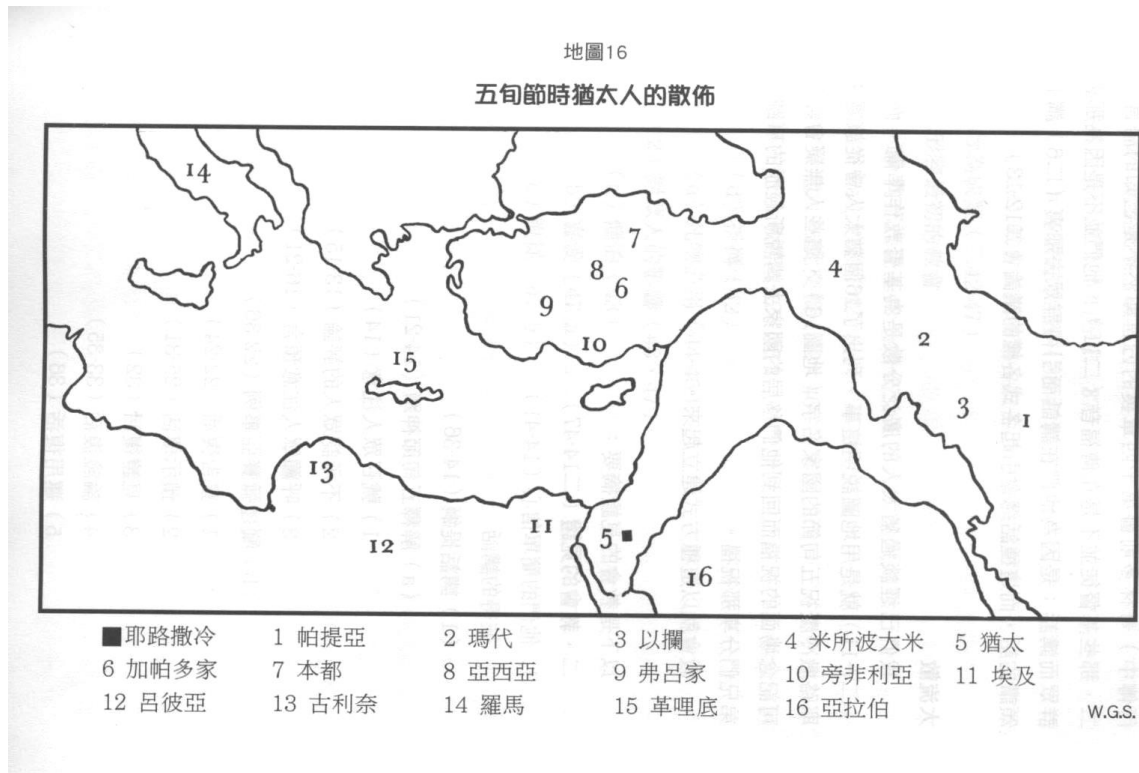 地圖16
五旬節時猶太人的散佈
14
7
8
6
4
9
2
10
15
3
1
13
11
5
12
16
■耶路撒冷 1 帕提亞 2 瑪代 3 以攔 4 米所波大米 5 猶太
6 加帕多家 7 本都 8 亞西亞 9 弗呂家 10 旁非利亞 11 埃及
12 呂彼亞 13 古利奈 14 羅馬 15 革哩底 16 亞拉伯
W.G.S.